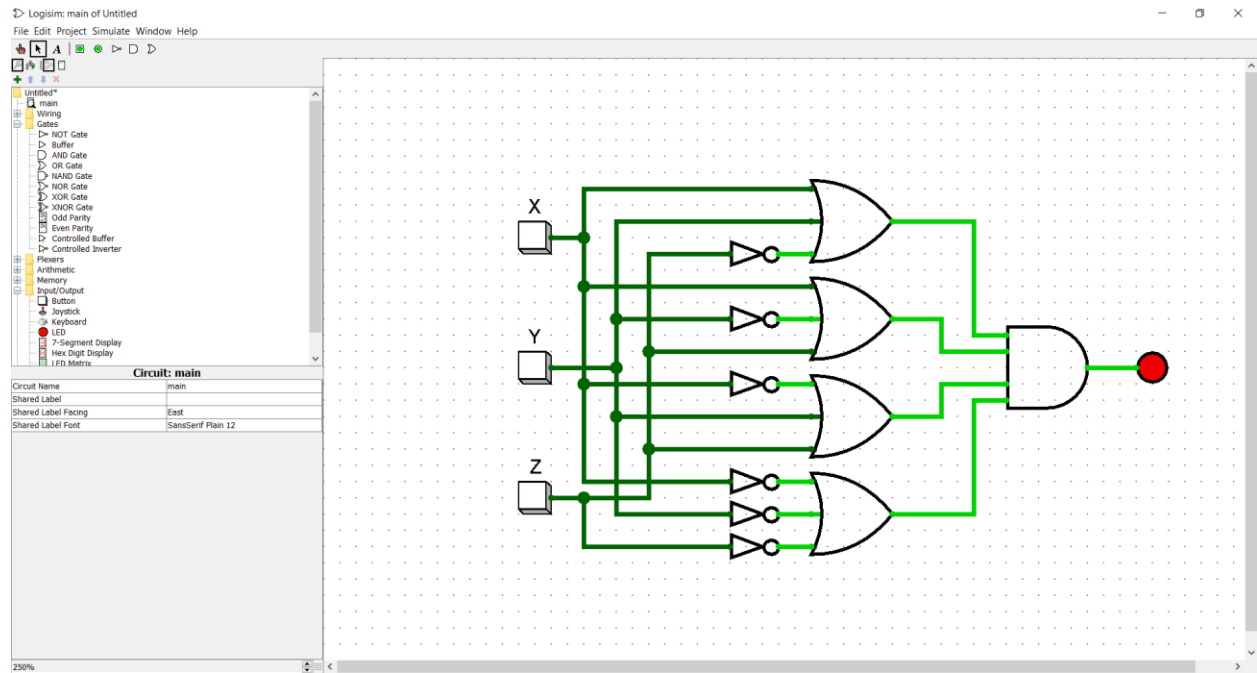 Logisim: main of Untitled
File Edit Project Simulate Window Help
A
Untitled*
main
Wiring
Gates
NOT Gate
Buffer
AND Gate
OR Gate
NAND Gate
NOR Gate
XOR Gate
XNOR Gate
Odd Parity
Even Parity
Controlled Buffer
Controlled Inverter
Plexers
Arithmetic
Memory
Input/Output
Button
Joystick
Keyboard
LED
7-Segment Display
Hex Digit Display
LED Matrix
Circuit: main
Circuit Name main
Shared Label
Shared Label Facing East
Shared Label Font SansSerif Plain 12
250%
X
Y
Z